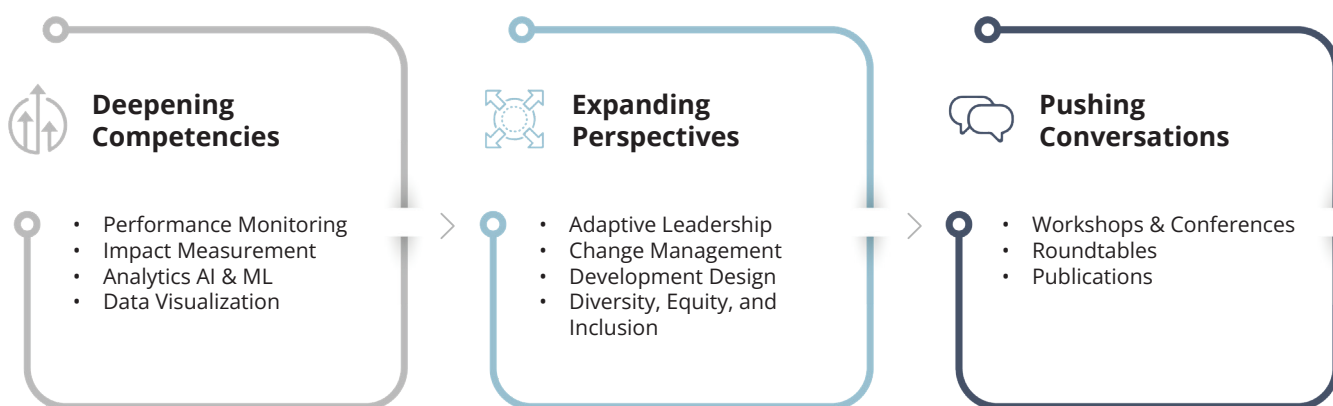 Deepening
Competencies
• Performance Monitoring
• Impact Measurement
• Analytics AI & ML
• Data Visualization
Expanding
Perspectives
• Adaptive Leadership
• Change Management
• Development Design
• Diversity, Equity, and
Inclusion
Pushing
Conversations
• Workshops & Conferences
• Roundtables
• Publications